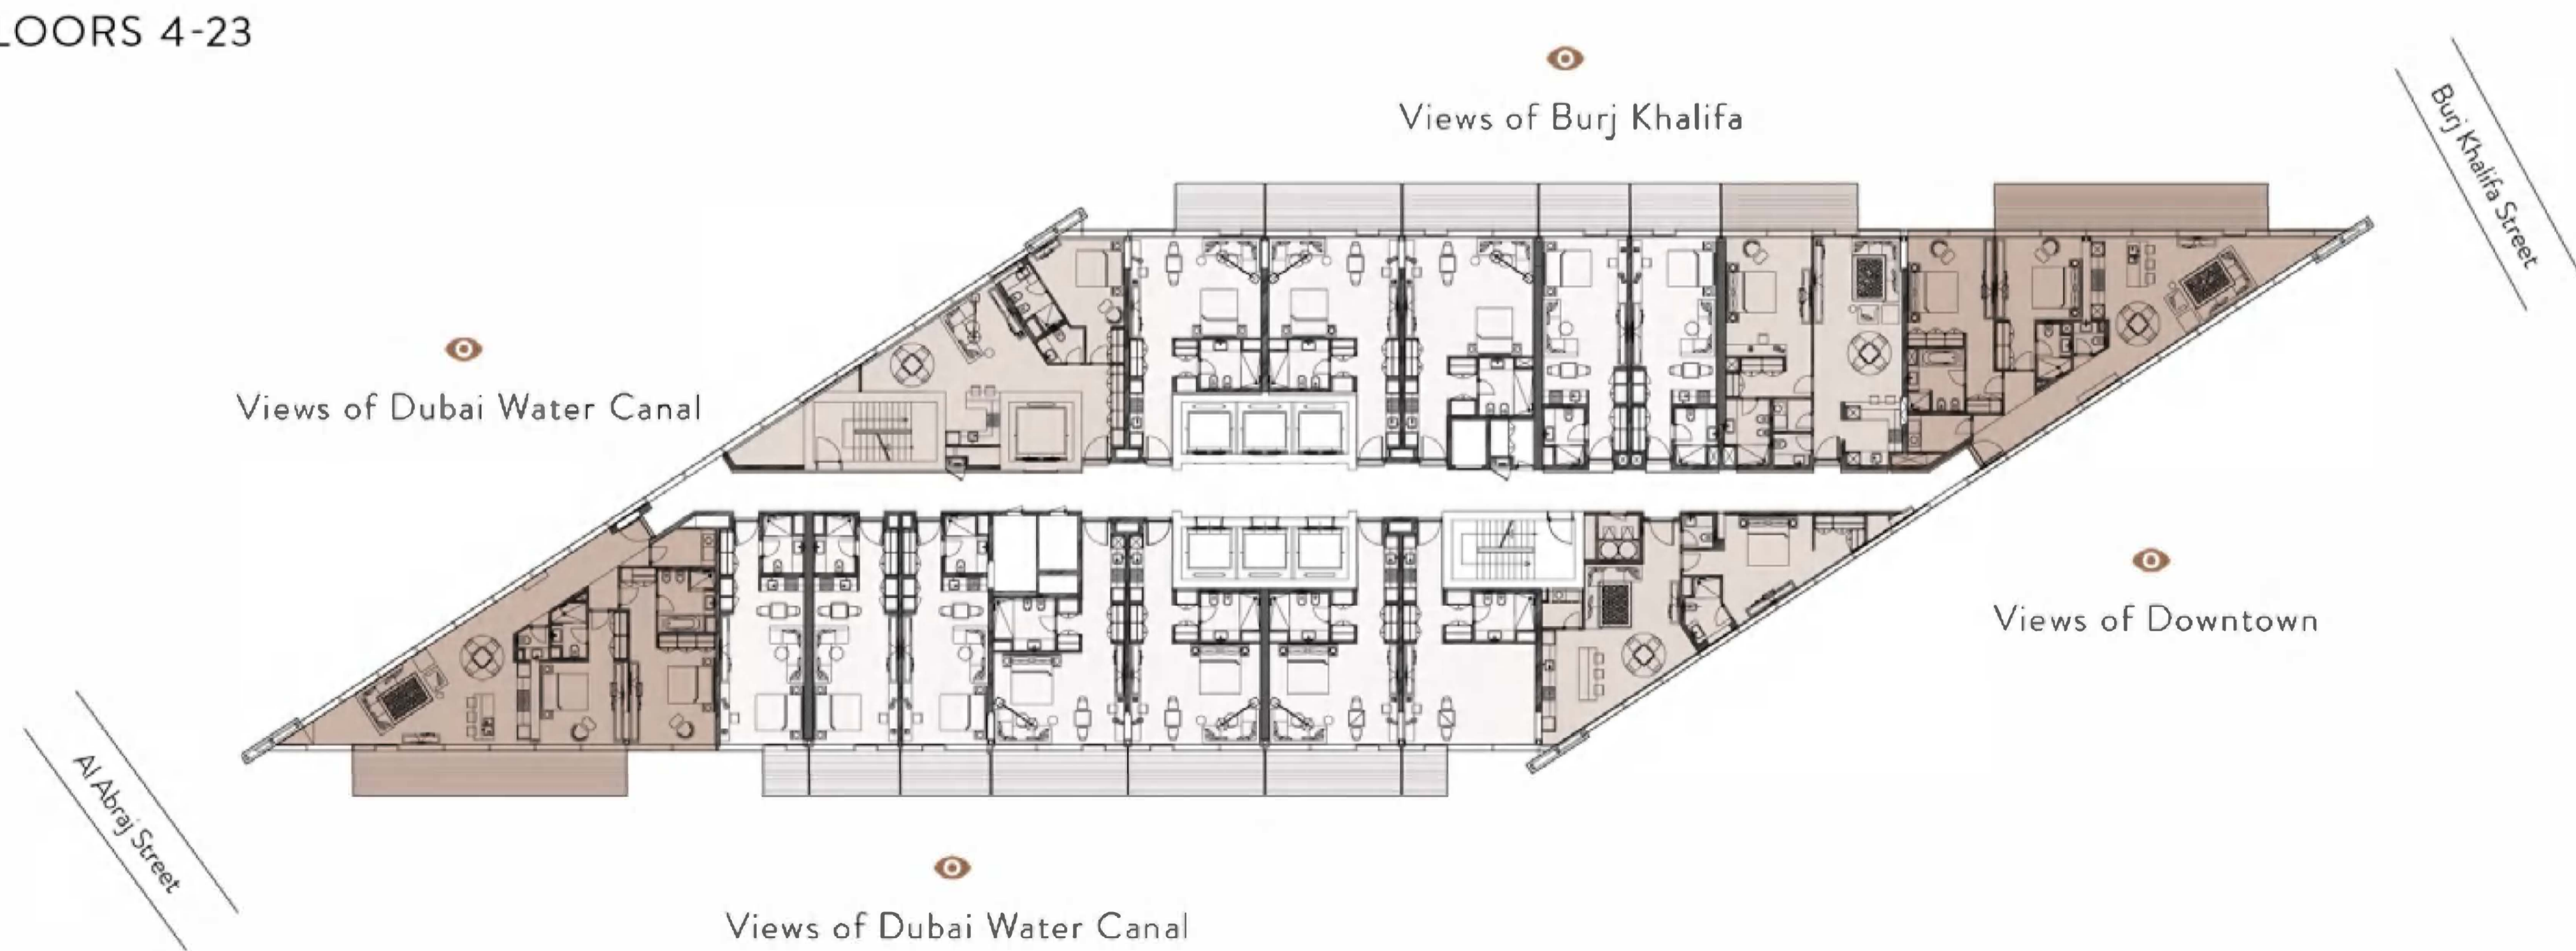 LOORS 4-23
Views of Burj Khalifa
Burj Khalifa Street
Views of Dubai Water Canal
Views of Downtown
Al Abraj Street
Views of Dubai Water Canal